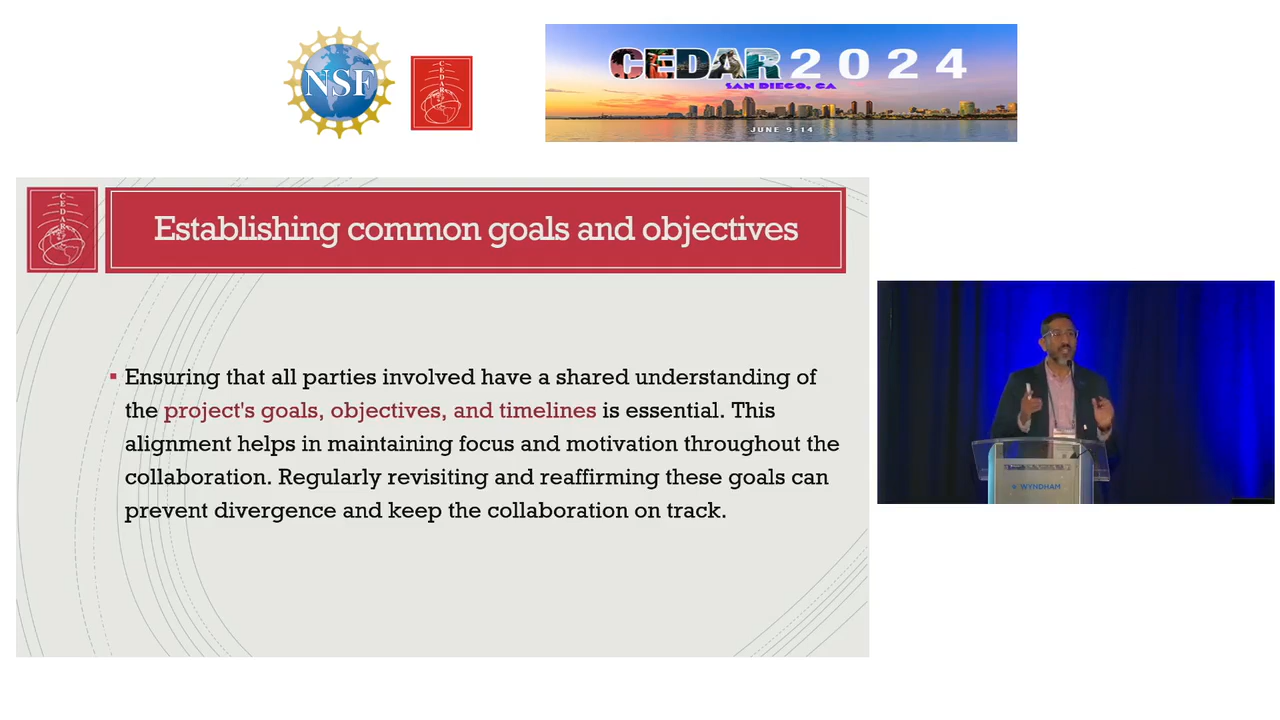 NSF
CEDAR
CEDAR 2024
SAN DIEGO, CA
JUNE 9-14
CEDAR
Establishing common goals and objectives
▪ Ensuring that all parties involved have a shared understanding of
the project's goals, objectives, and timelines is essential. This
alignment helps in maintaining focus and motivation throughout the
collaboration. Regularly revisiting and reaffirming these goals can
prevent divergence and keep the collaboration on track.
WYNDHAM